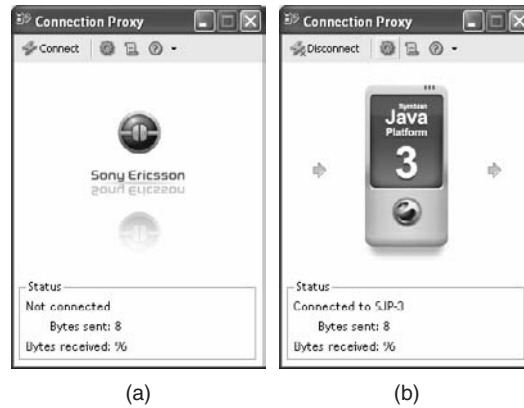 Connection Proxy
Connect
Sony Ericsson
Status
Not connected
Bytes sent: 8
Bytes received: 96
(a)
Connection Proxy
Disconnect
Symbian
Java
Platform
3
Status
Connected to SJP-3
Bytes sent: 8
Bytes received: 96
(b)